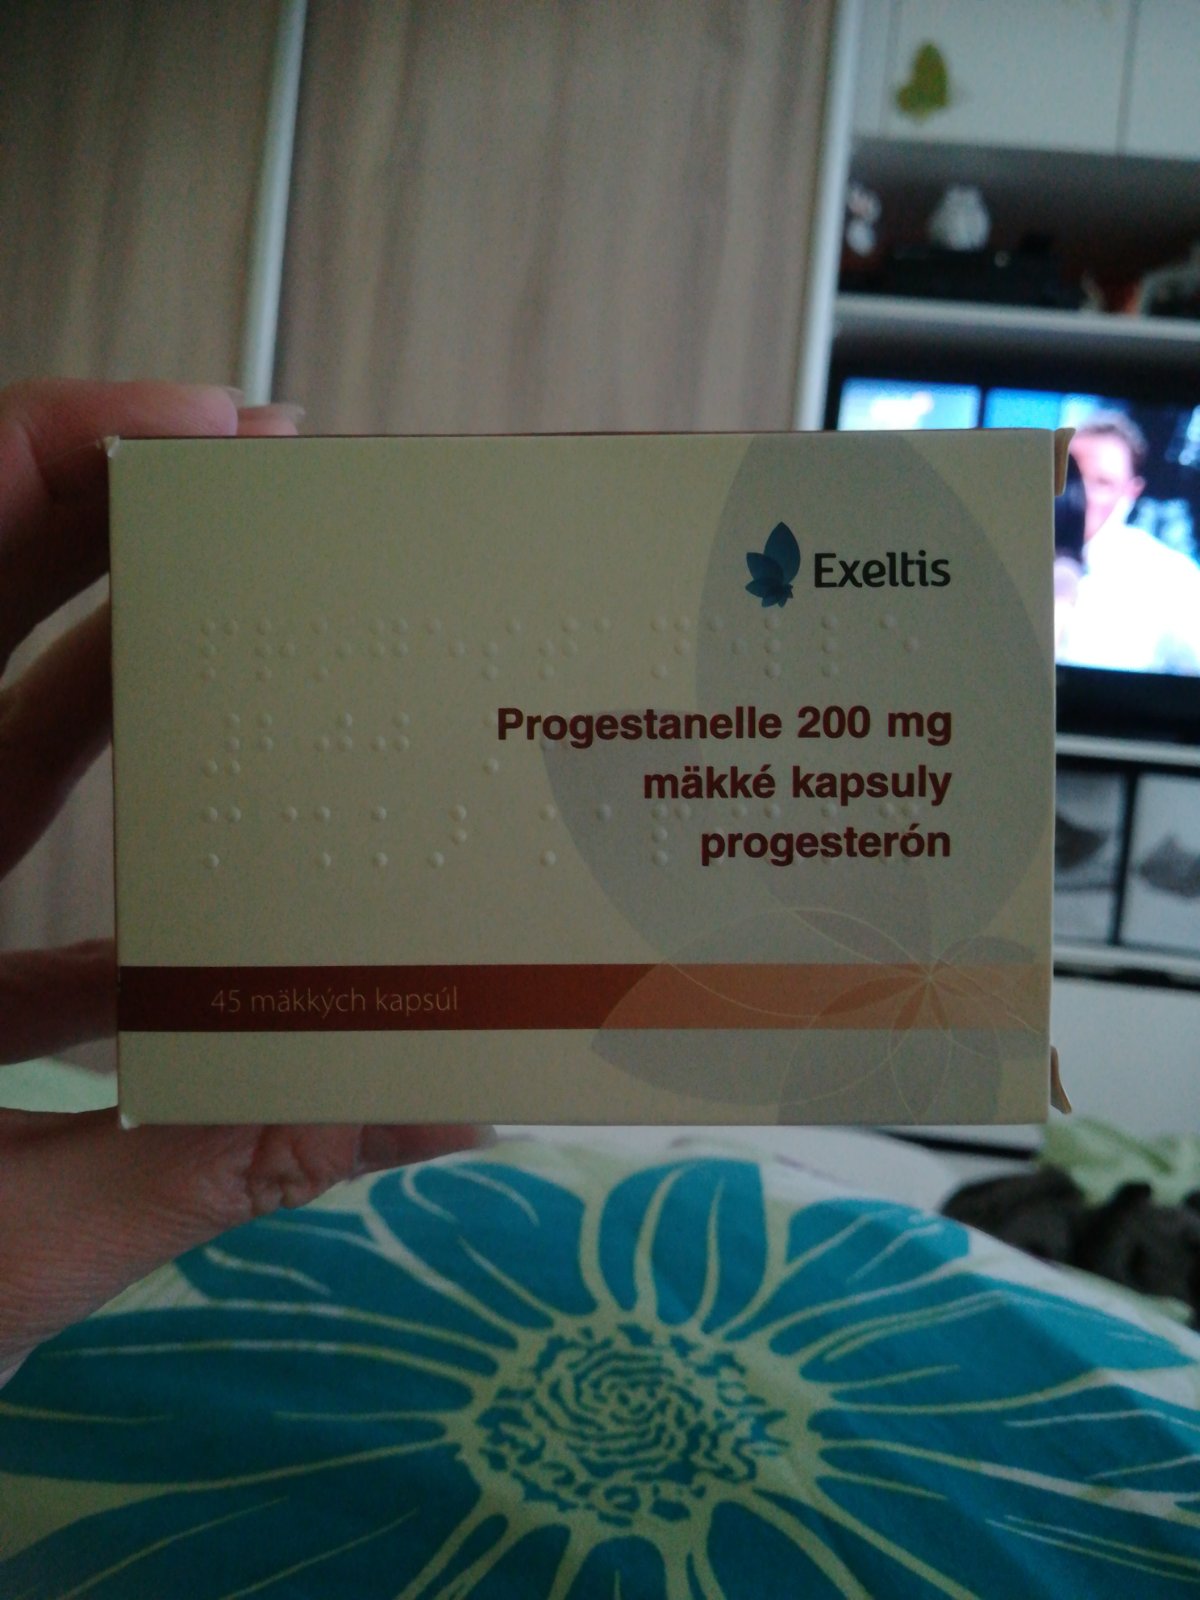 Exeltis
Progestanelle 200 mg
mäkké kapsuly
progesterón
45 mäkkých kapsúl